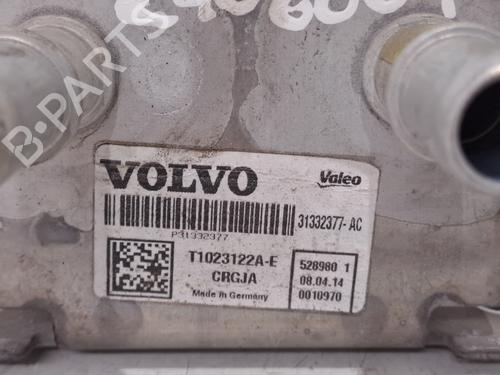 B-PARTS
VOLVO
Valeo
31332377-AC
P31332377
T1023122A-E
CRGJA
Made in Germany
528980 1
08.04.14
0010970